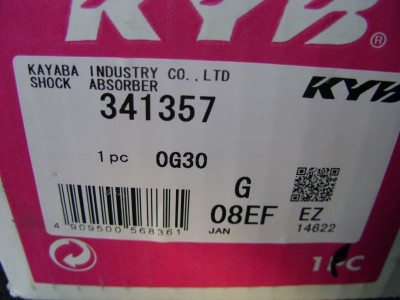 KYB®
KAYABA INDUSTRY CO.,LTD
SHOCK ABSORBER
KYB
341357
1 pc 0G30
G
08EF EZ
4 909500 568361 JAN 14622
1PC